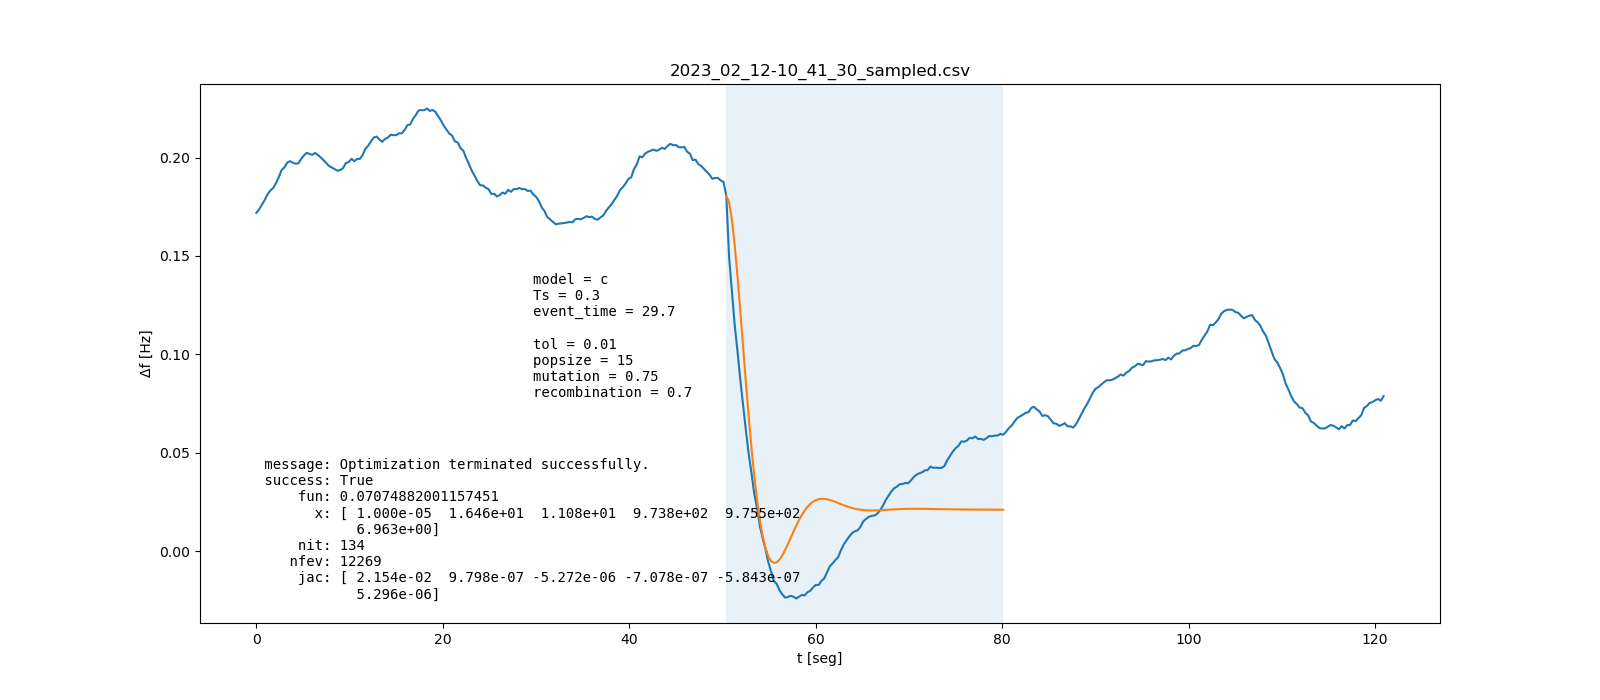 2023_02_12-10_41_30_sampled.csv
0.20
0.15
0.10
0.05
0.00
Δf [Hz]
model = c
Ts = 0.3
event_time = 29.7
tol = 0.01
popsize = 15
mutation = 0.75
recombination = 0.7
message: Optimization terminated successfully.
success: True
fun: 0.07074882001157451
x: [ 1.000e-05 1.646e+01 1.108e+01 9.738e+02 9.755e+02
6.963e+00]
nit: 134
nfev: 12269
jac: [ 2.154e-02 9.798e-07 -5.272e-06 -7.078e-07 -5.843e-07
5.296e-06]
0 20 40 60 80 100 120
t [seg]